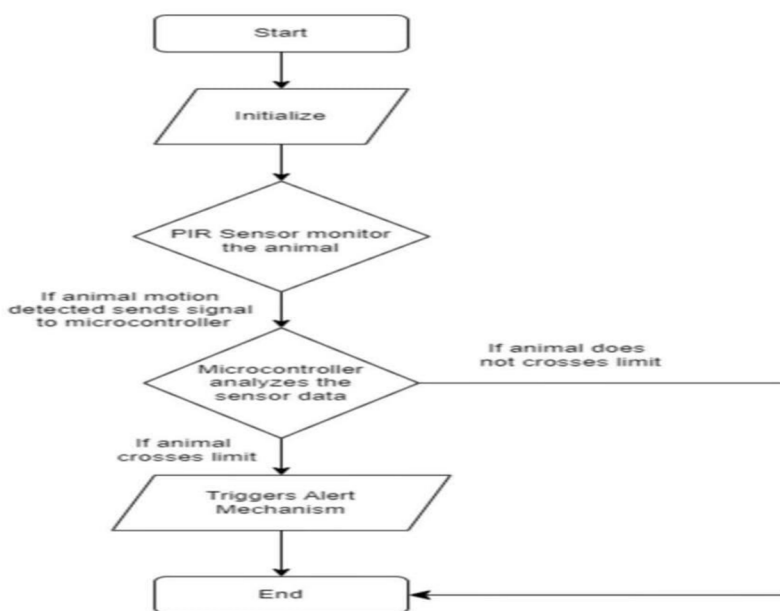 Start
Initialize
PIR Sensor monitor
the animal
If animal motion
detected sends signal
to microcontroller
If animal does
not crosses limit
Microcontroller
analyzes the
sensor data
If animal
crosses limit
Triggers Alert
Mechanism
End